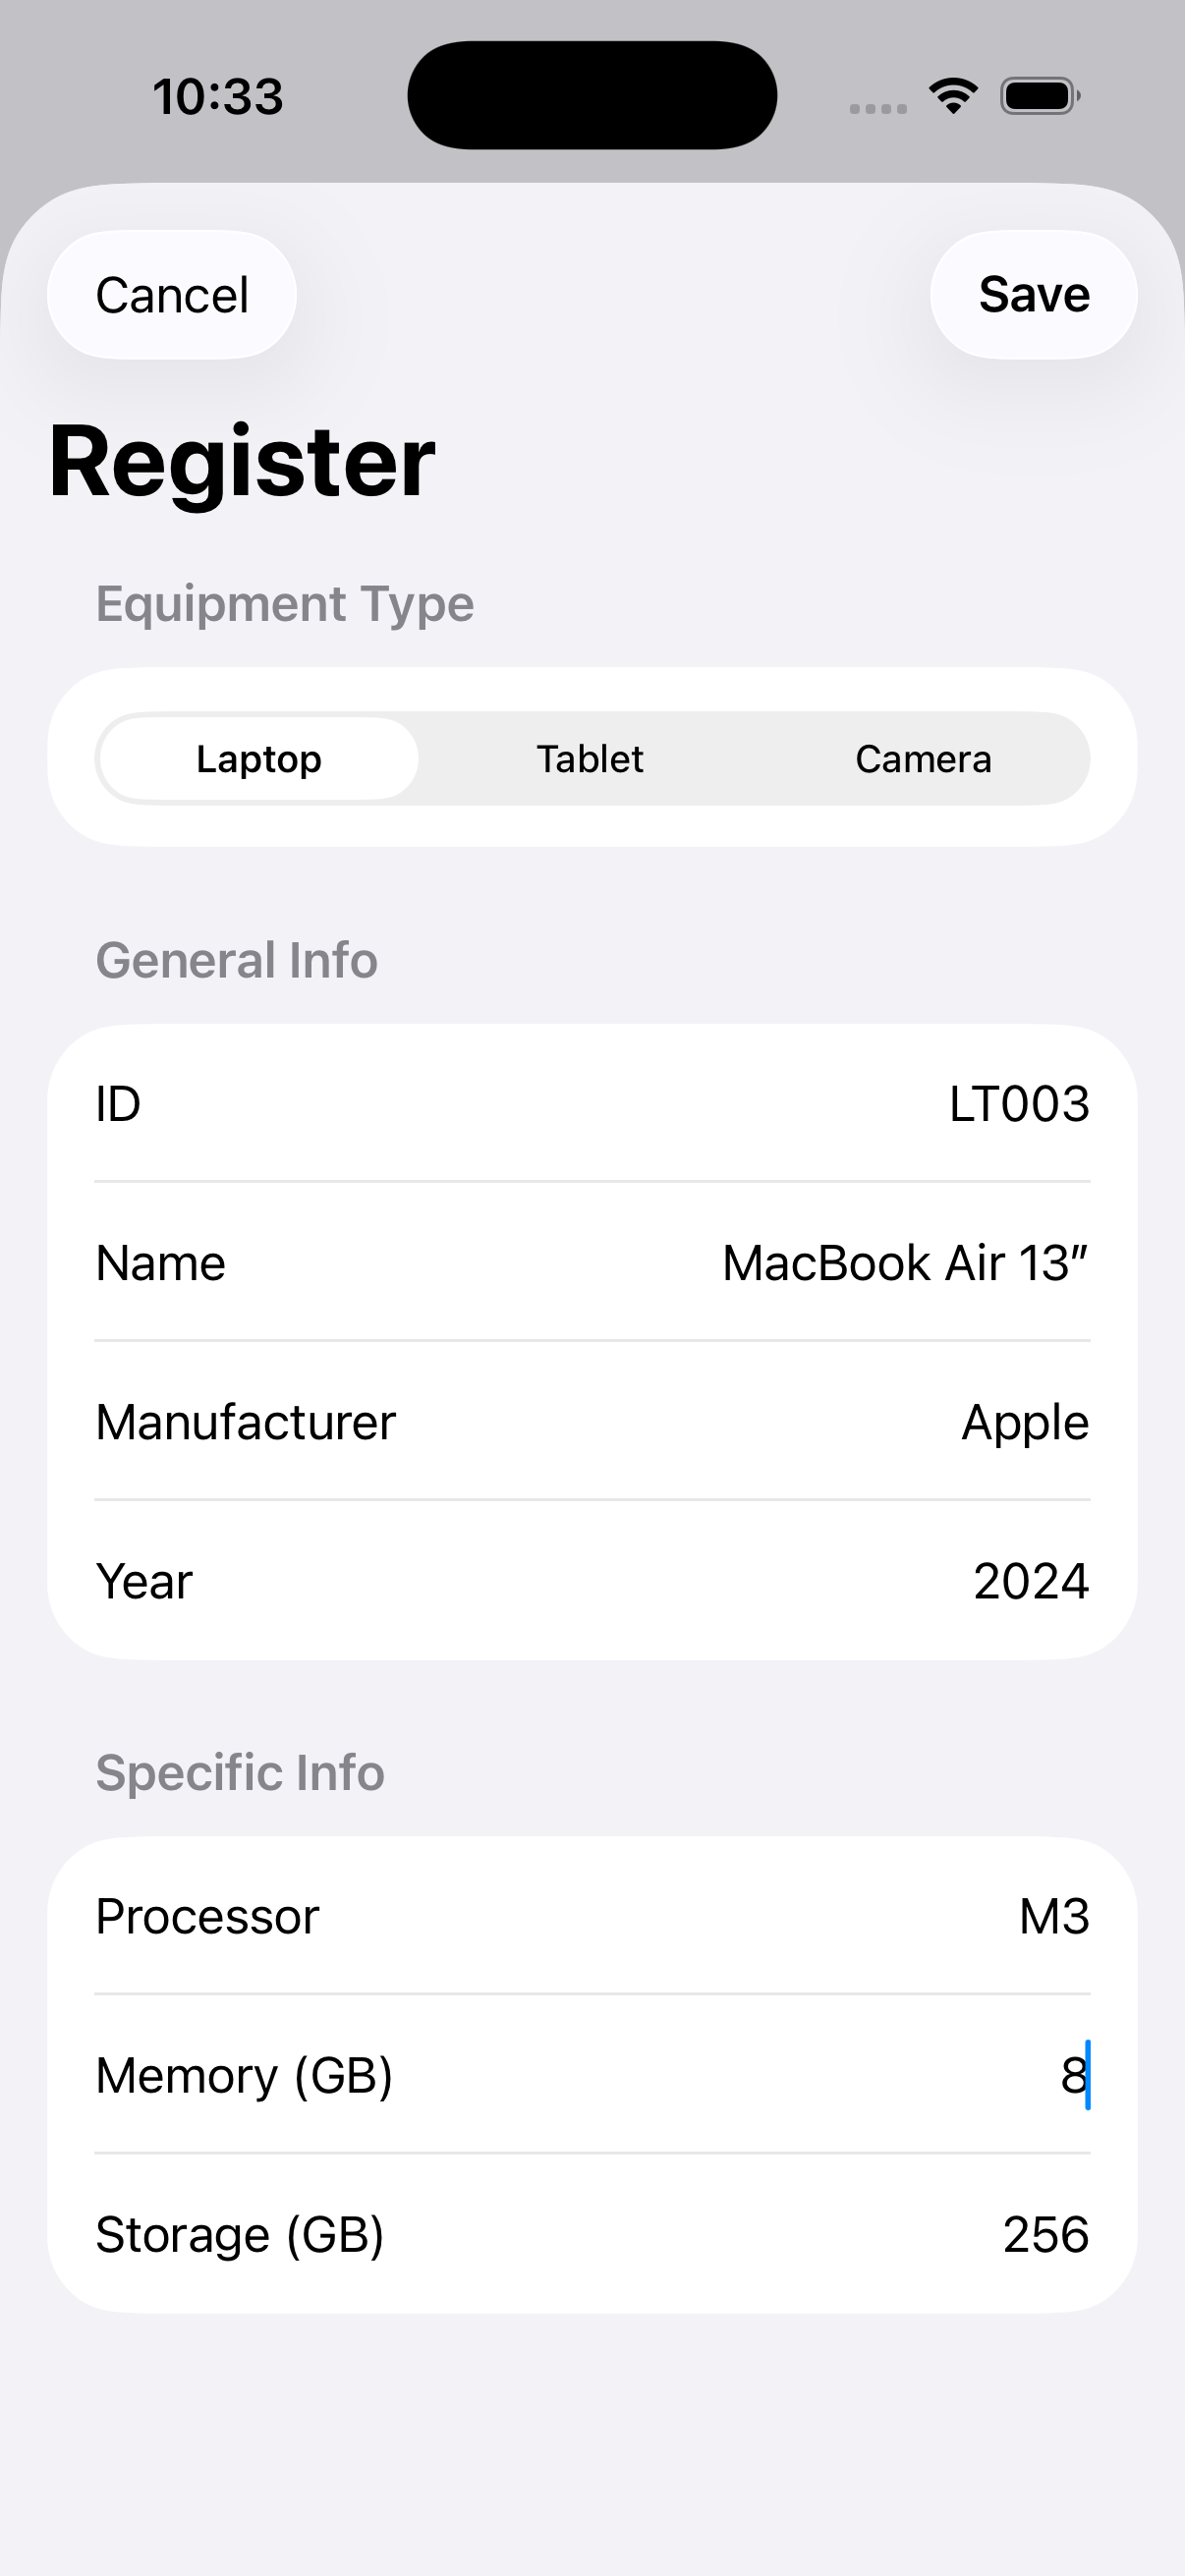 10:33
Cancel Save
Register
Equipment Type
Laptop Tablet Camera
General Info
ID LT003
Name MacBook Air 13”
Manufacturer Apple
Year 2024
Specific Info
Processor M3
Memory (GB) 8
Storage (GB) 256